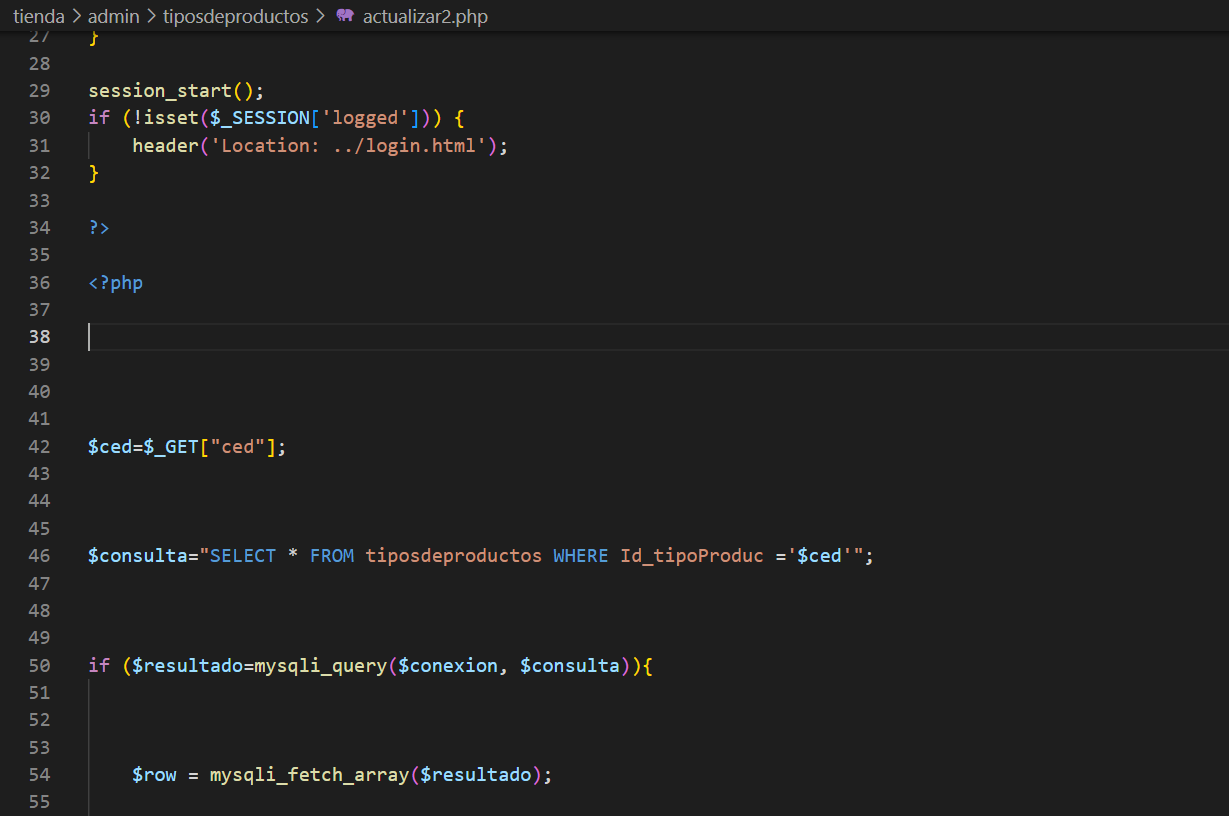 tienda > admin > tiposdeproductos > actualizar2.php
27 }
28
29 session_start();
30 if (!isset($_SESSION['logged'])) {
31     header('Location: ../login.html');
32 }
33
34 ?>
35
36 <?php
37
38
39
40
41
42 $ced=$_GET["ced"];
43
44
45
46 $consulta="SELECT * FROM tiposdeproductos WHERE Id_tipoProduc ='$ced'";
47
48
49
50 if ($resultado=mysqli_query($conexion, $consulta)){
51
52
53
54     $row = mysqli_fetch_array($resultado);
55